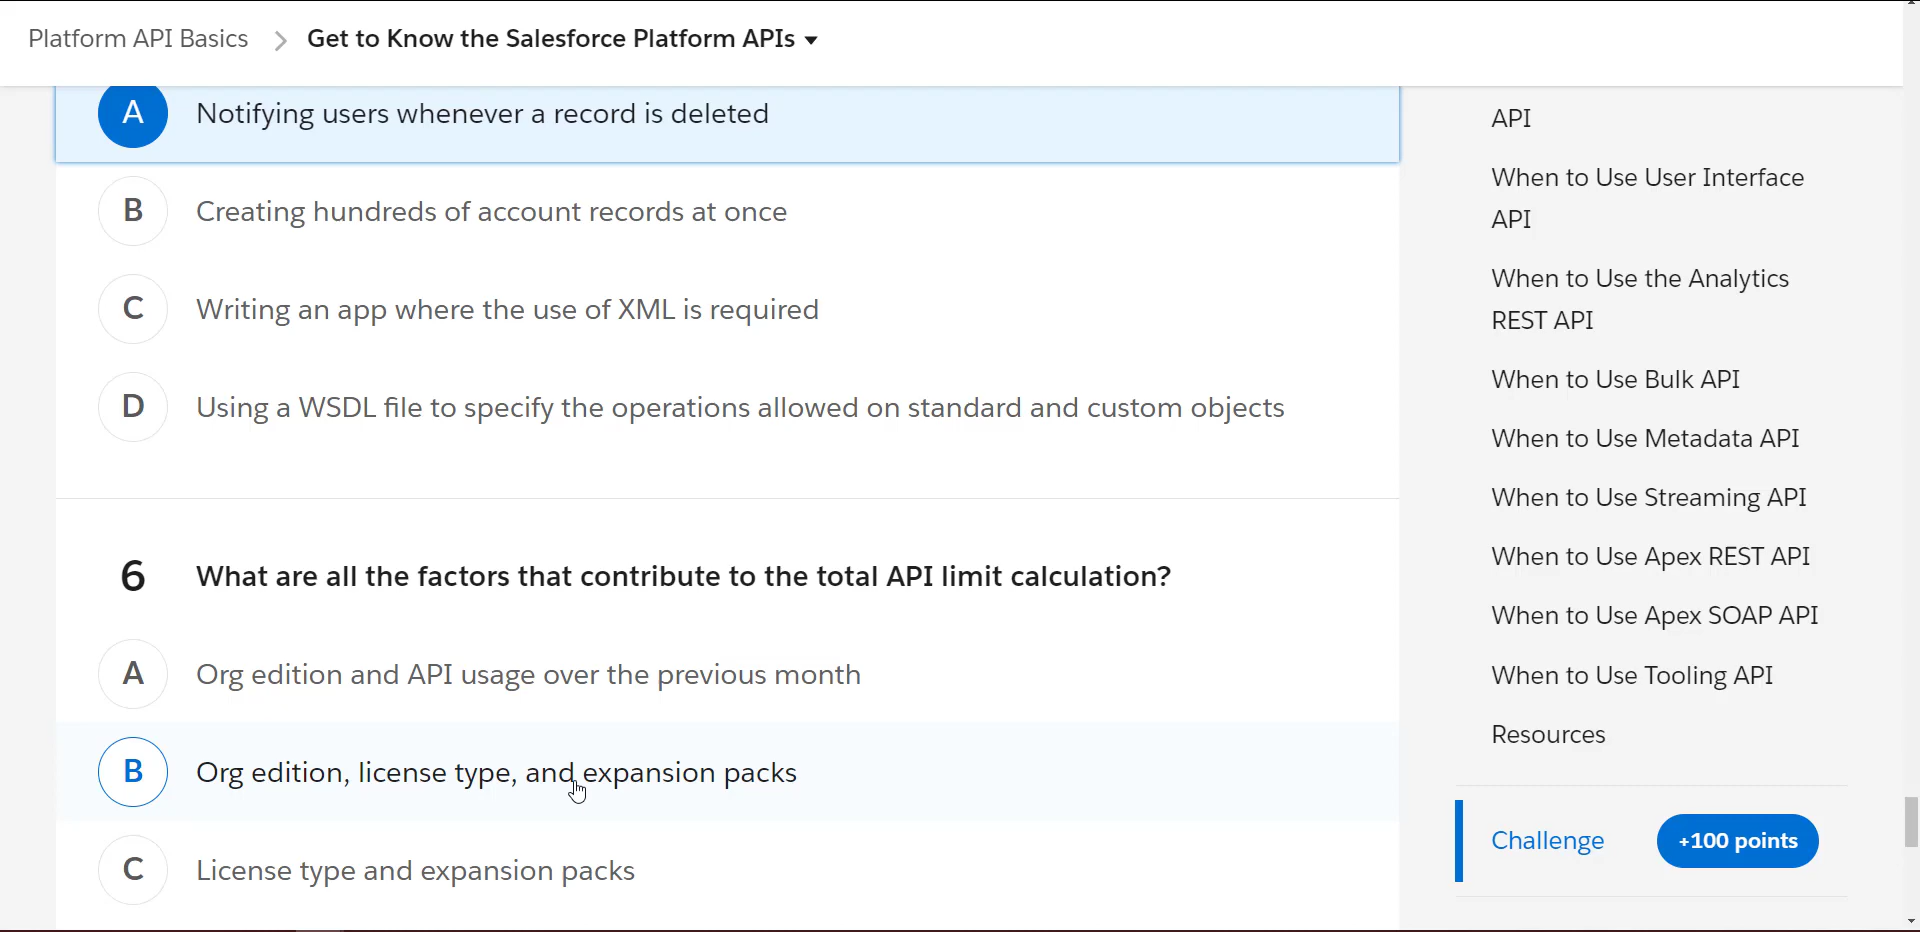 Platform API Basics > Get to Know the Salesforce Platform APIs
A Notifying users whenever a record is deleted
B Creating hundreds of account records at once
C Writing an app where the use of XML is required
D Using a WSDL file to specify the operations allowed on standard and custom objects
6 What are all the factors that contribute to the total API limit calculation?
A Org edition and API usage over the previous month
B Org edition, license type, and expansion packs
C License type and expansion packs
API
When to Use User Interface
API
When to Use the Analytics
REST API
When to Use Bulk API
When to Use Metadata API
When to Use Streaming API
When to Use Apex REST API
When to Use Apex SOAP API
When to Use Tooling API
Resources
Challenge +100 points